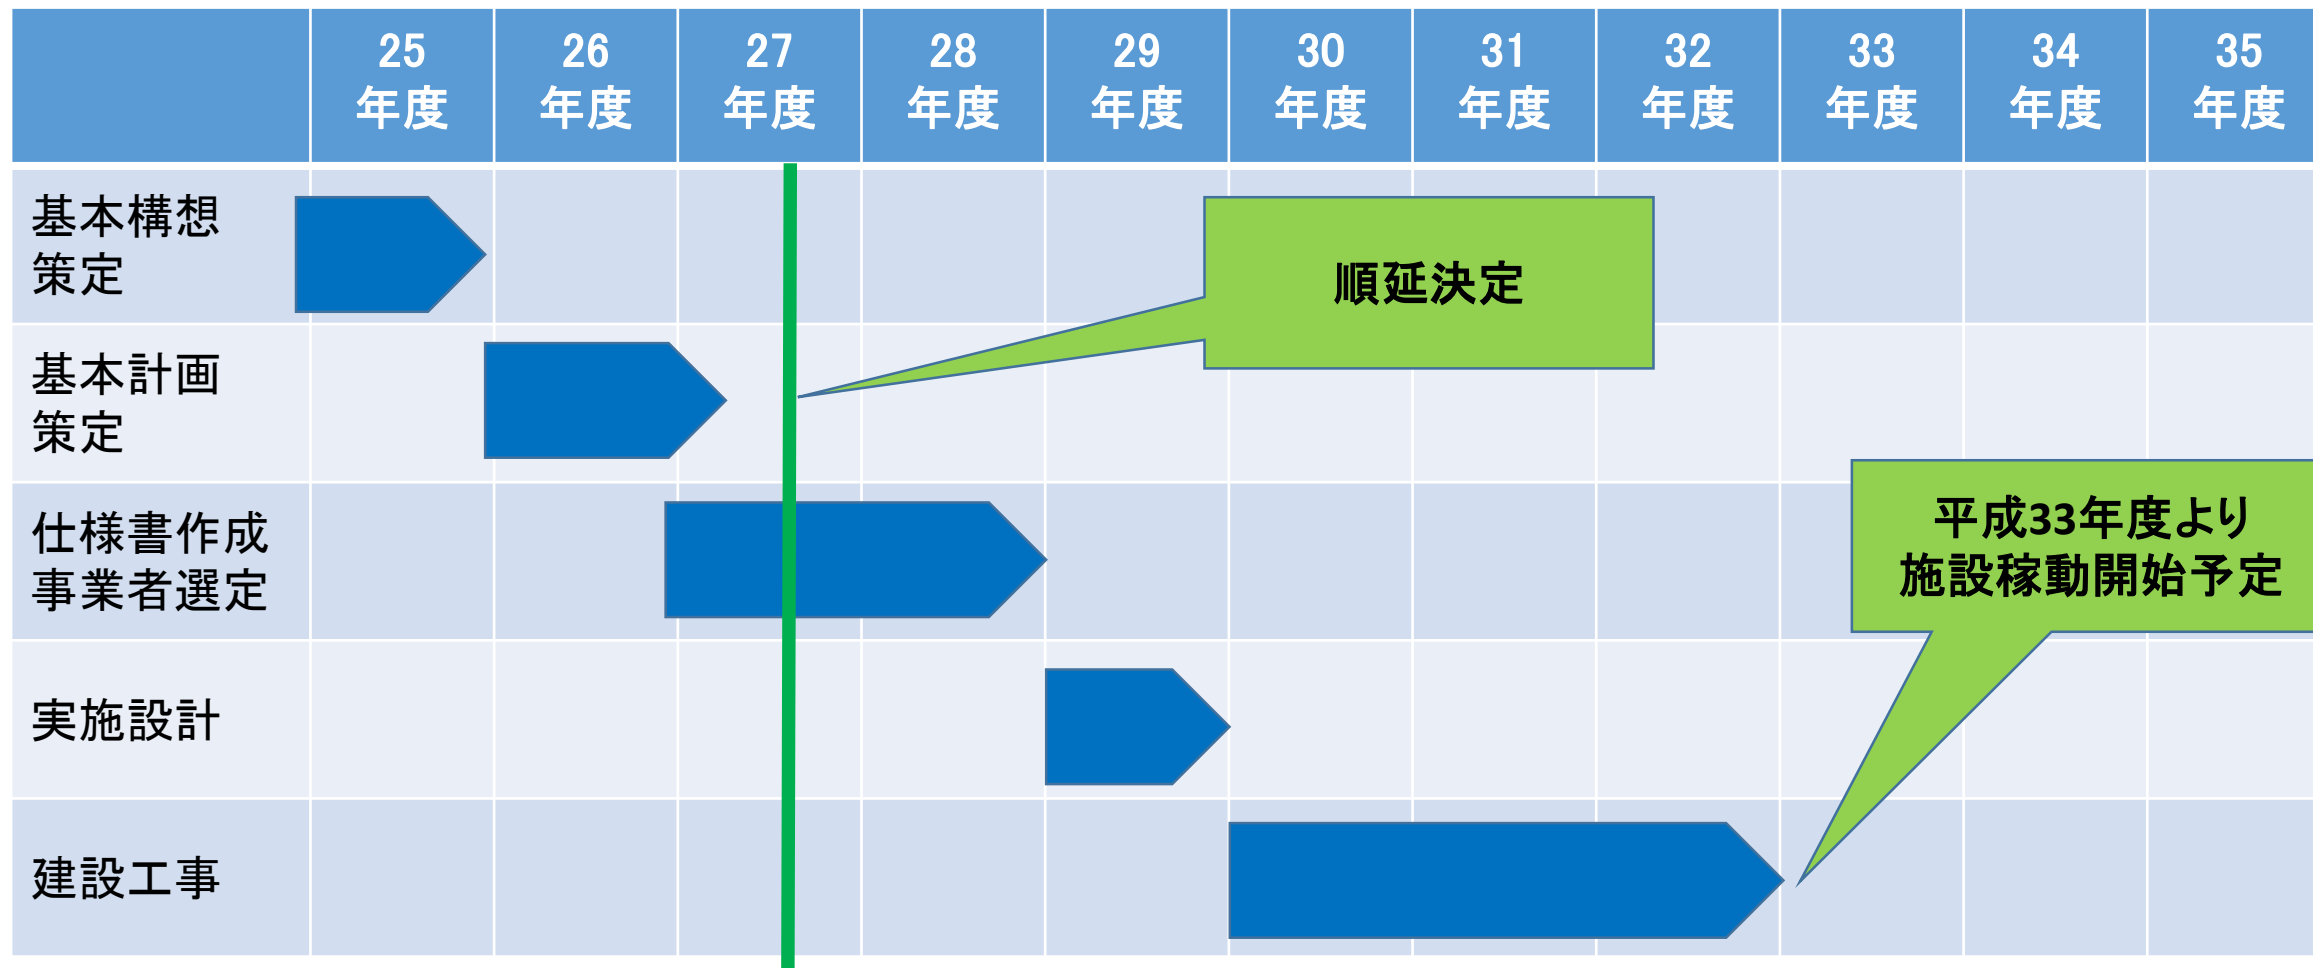 25
年度
26
年度
27
年度
28
年度
29
年度
30
年度
31
年度
32
年度
33
年度
34
年度
35
年度
基本構想
策定
順延決定
基本計画
策定
仕様書作成
事業者選定
平成33年度より
施設稼動開始予定
実施設計
建設工事